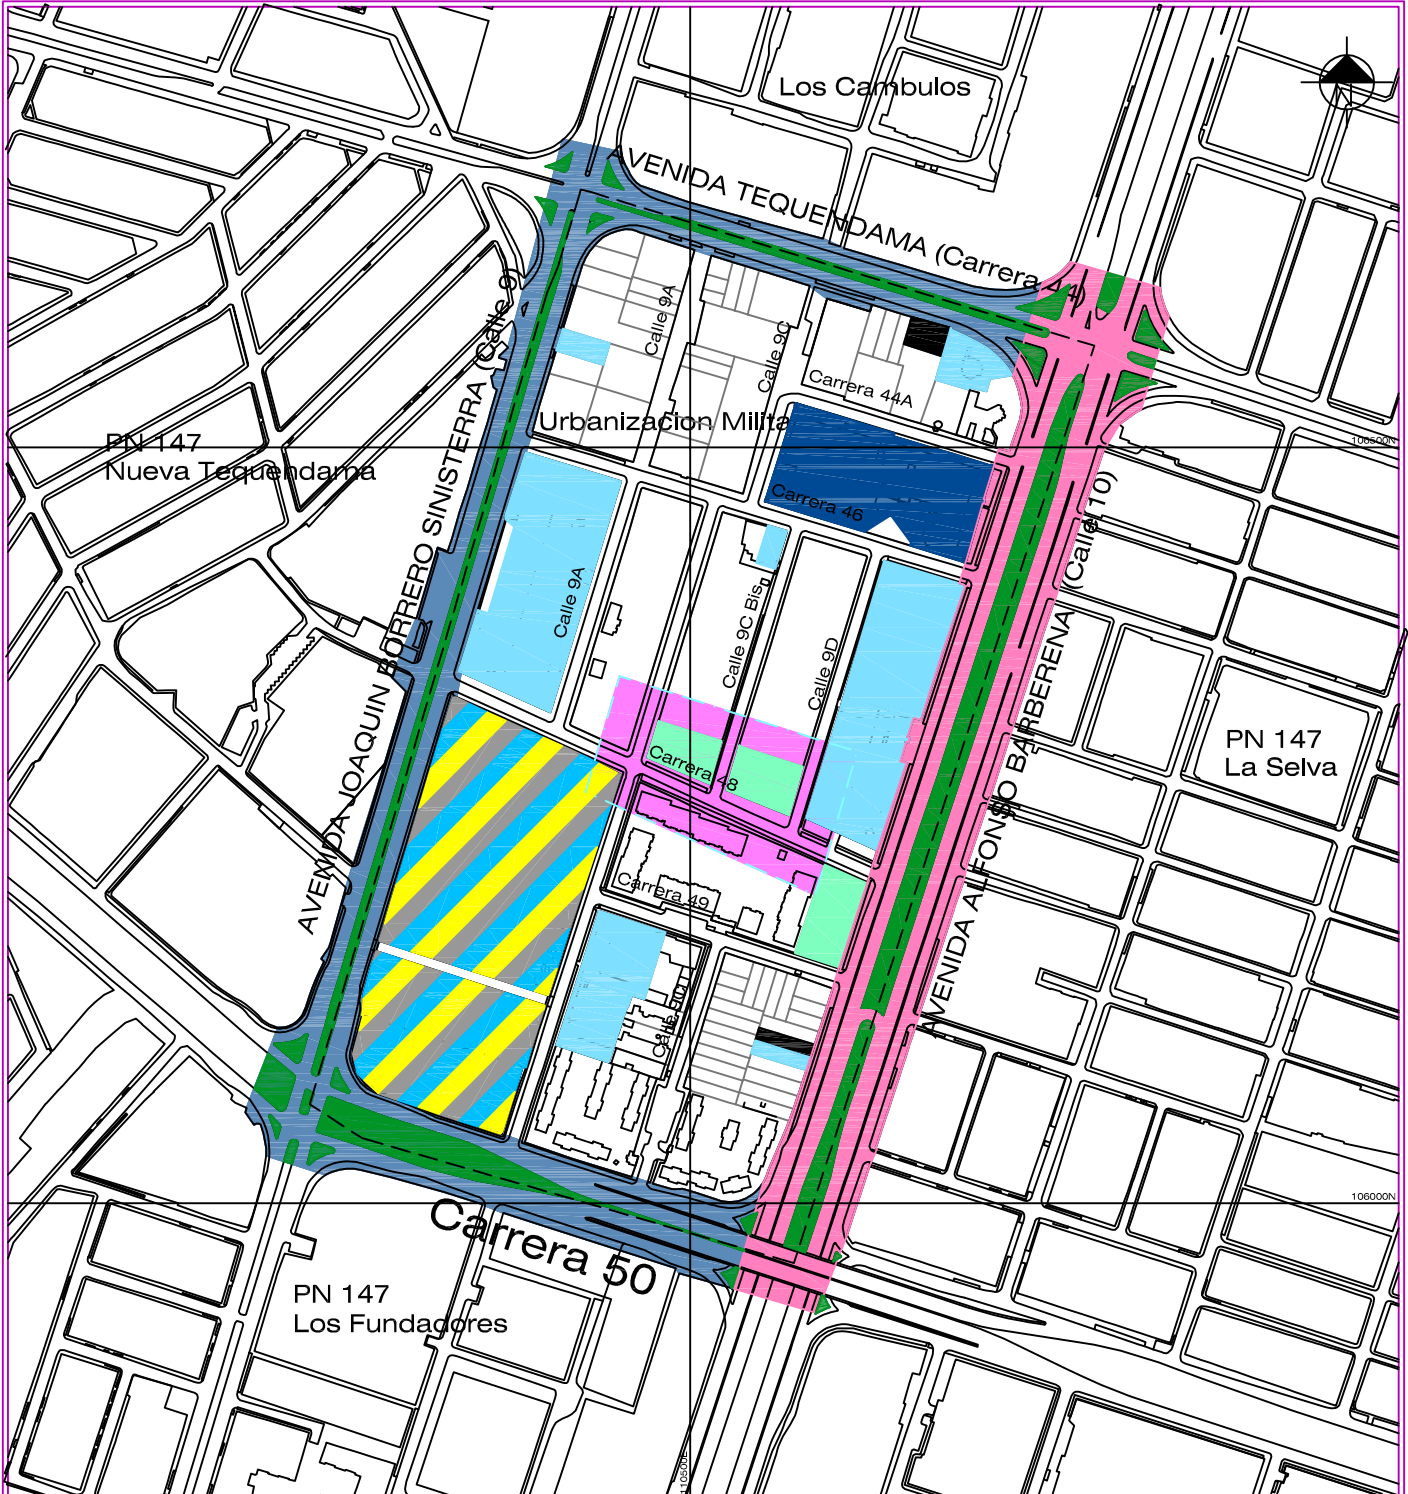 Los Cambulos
AVENIDA TEQUENDAMA (Carrera 44)
Calle 9A
Calle 9C
Carrera 44A
Urbanizacion Milita
PN 147
Nueva Tequendama
106500N
AVENIDA JOAQUIN BORRERO SINISTERRA (Calle 9)
Carrera 46
Calle 9A
Calle 9C Bis
Calle 9D
AVENIDA ALFONSO BARBERENA (Calle 10)
PN 147
La Selva
Carrera 48
Carrera 49
106000N
Carrera 50
PN 147
Los Fundadores
110500E